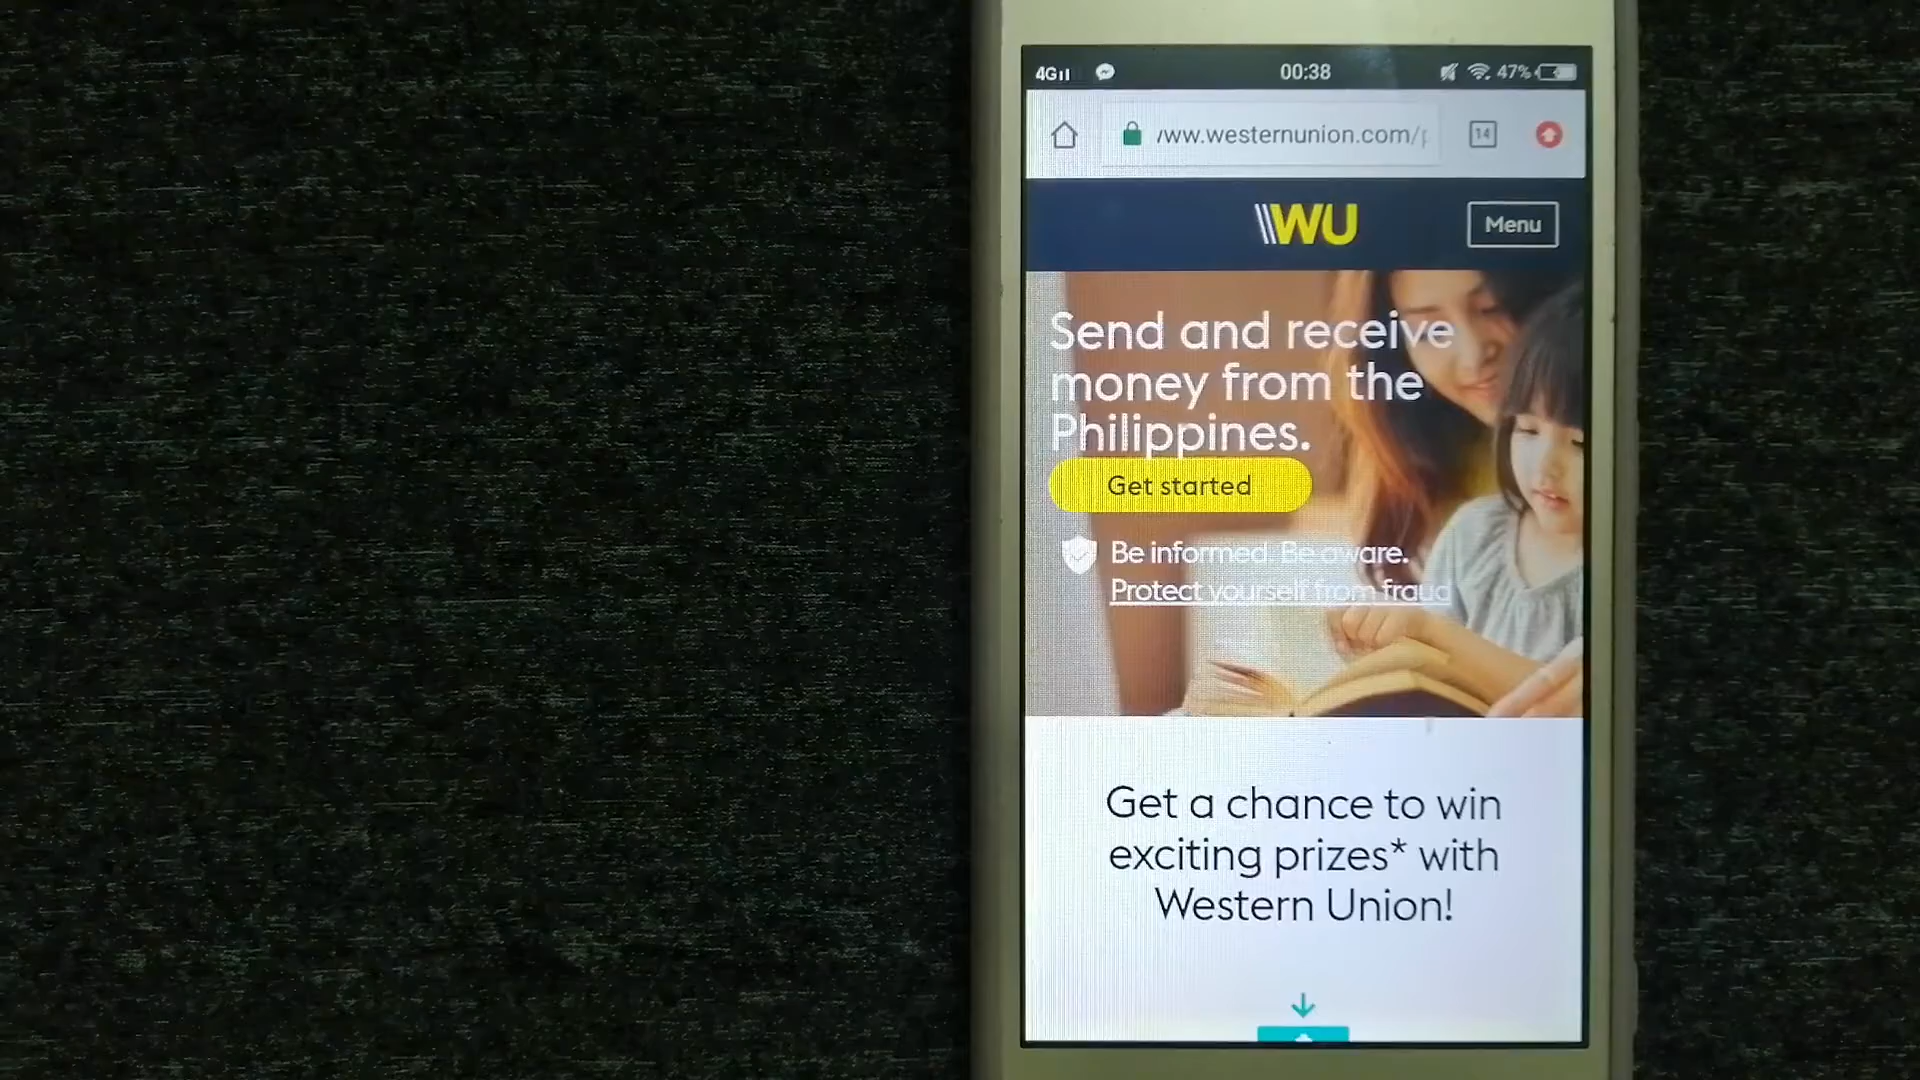 4G 00:38 47%
www.westernunion.com/p 14
WU Menu
Send and receive
money from the
Philippines.
Get started
Be informed. Be aware.
Protect yourself from fraud
Get a chance to win
exciting prizes* with
Western Union!